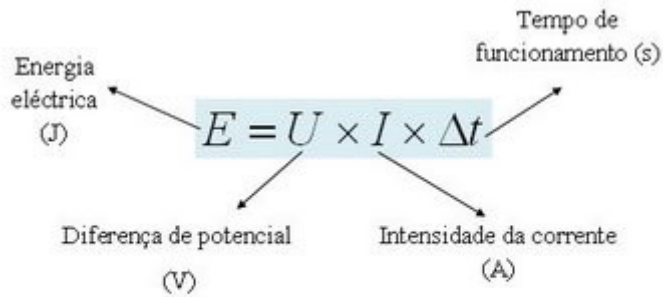 Tempo de
funcionamento (s)
Energia
eléctrica
(J)
E = U × I × Δt
Diferença de potencial
(V)
Intensidade da corrente
(A)